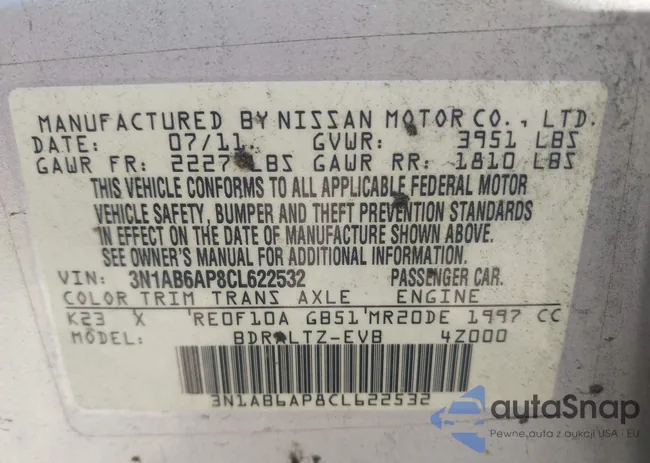 MANUFACTURED BY NISSAN MOTOR CO., LTD.
DATE: 07/11 GVWR: 3951 LBS
GAWR FR: 2227 LBS GAWR RR: 1810 LBS
THIS VEHICLE CONFORMS TO ALL APPLICABLE FEDERAL MOTOR
VEHICLE SAFETY, BUMPER AND THEFT PREVENTION STANDARDS
IN EFFECT ON THE DATE OF MANUFACTURE SHOWN ABOVE.
SEE OWNER'S MANUAL FOR ADDITIONAL INFORMATION.
VIN: 3N1AB6AP8CL622532 PASSENGER CAR.
COLOR TRIM TRANS AXLE ENGINE
K23 X RE0F10A GB51 MR20DE 1997 CC
MODEL: 4Z000
3N1AB6AP8CL622532
autaSnap
Pewne auta z aukcji USA i EU